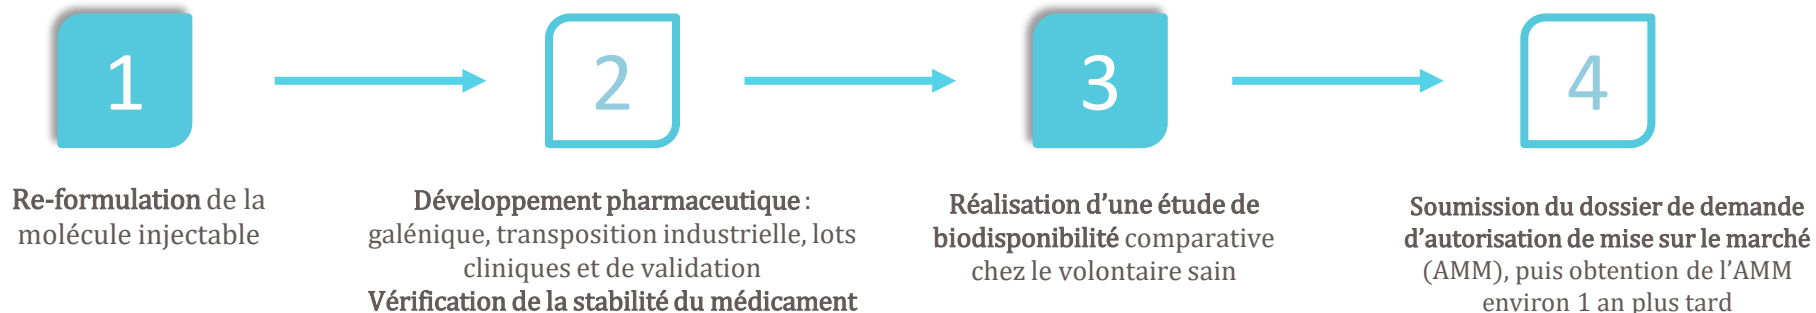 1
2
3
4
Re-formulation de la
molécule injectable
Développement pharmaceutique :
galénique, transposition industrielle, lots
cliniques et de validation
Vérification de la stabilité du médicament
Réalisation d’une étude de
biodisponibilité comparative
chez le volontaire sain
Soumission du dossier de demande
d’autorisation de mise sur le marché
(AMM), puis obtention de l’AMM
environ 1 an plus tard